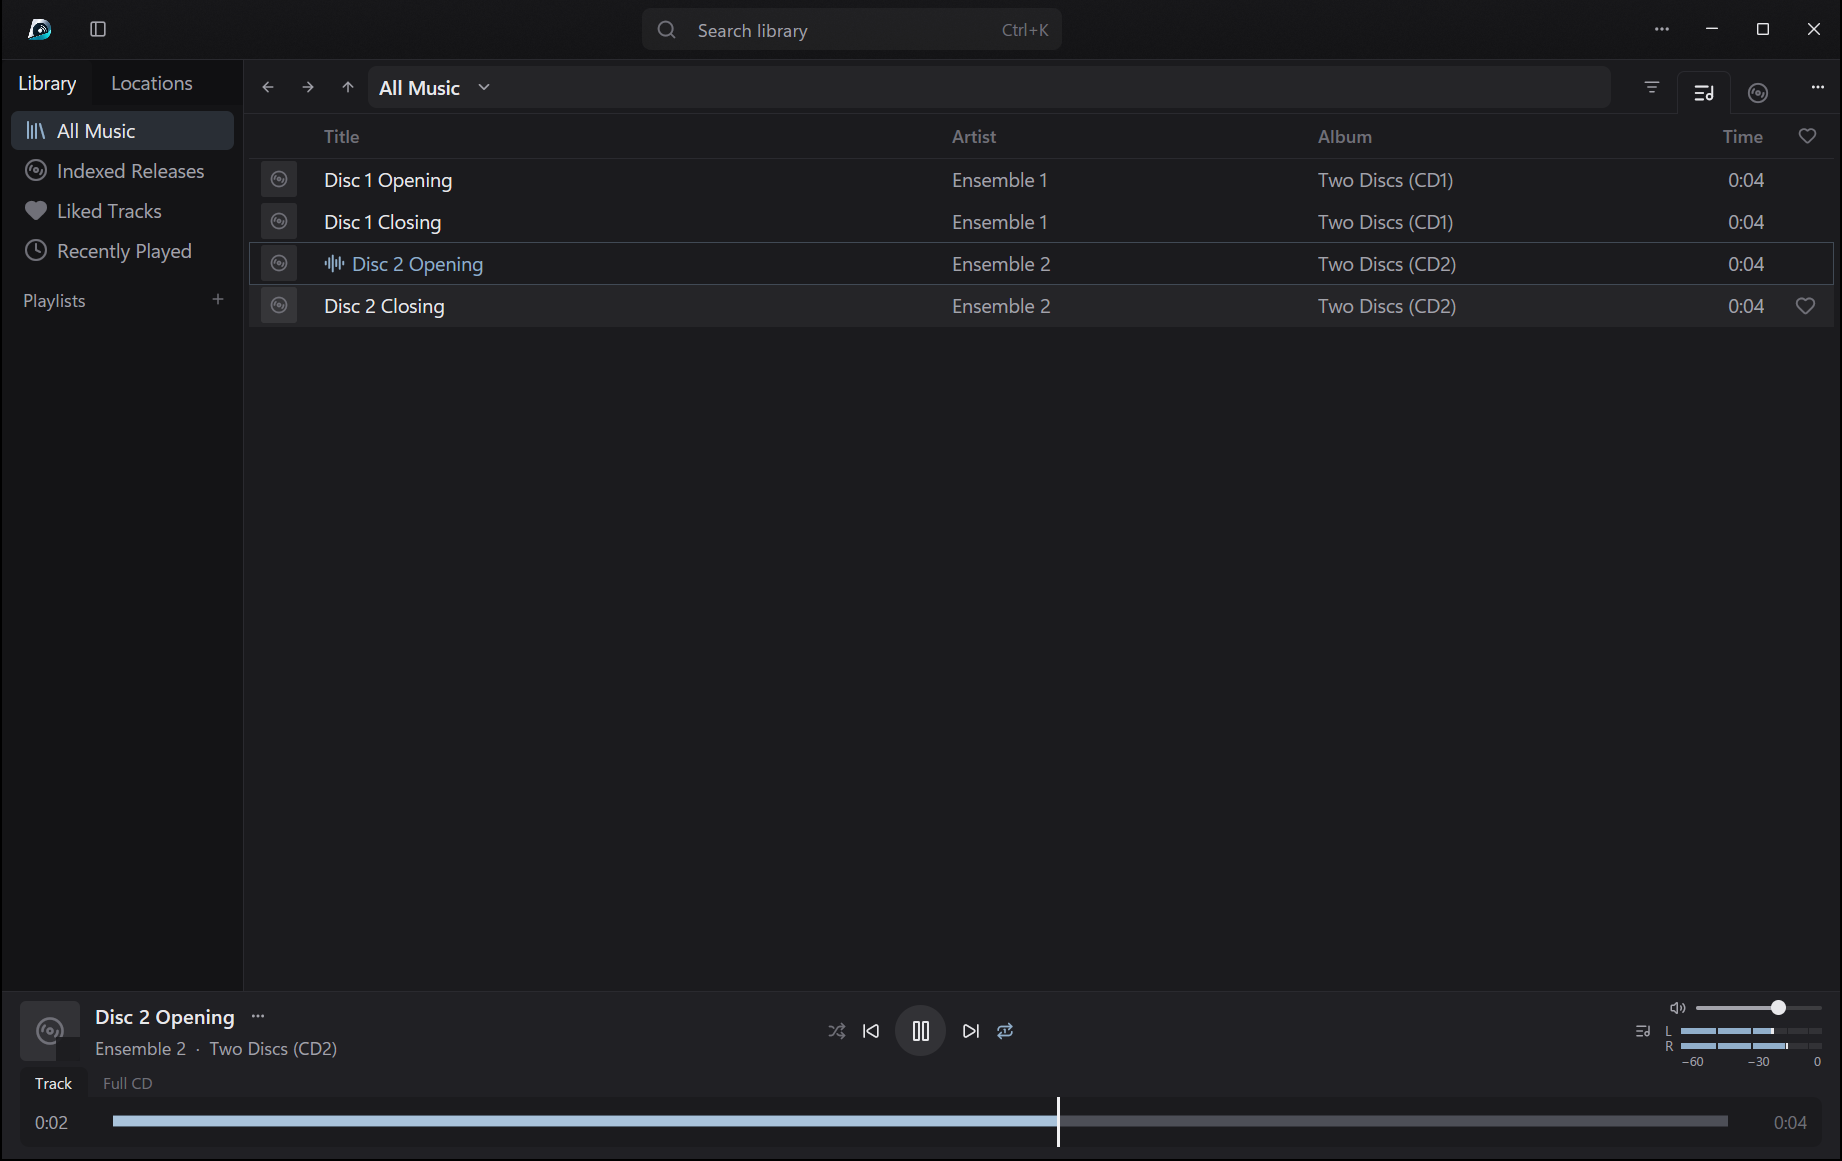 Search library Ctrl+K
Library Locations
All Music
All Music
Indexed Releases
Liked Tracks
Recently Played
Playlists
Title Artist Album Time
Disc 1 Opening Ensemble 1 Two Discs (CD1) 0:04
Disc 1 Closing Ensemble 1 Two Discs (CD1) 0:04
Disc 2 Opening Ensemble 2 Two Discs (CD2) 0:04
Disc 2 Closing Ensemble 2 Two Discs (CD2) 0:04
Disc 2 Opening
Ensemble 2 · Two Discs (CD2)
L
R
−60 −30 0
Track Full CD
0:02 0:04